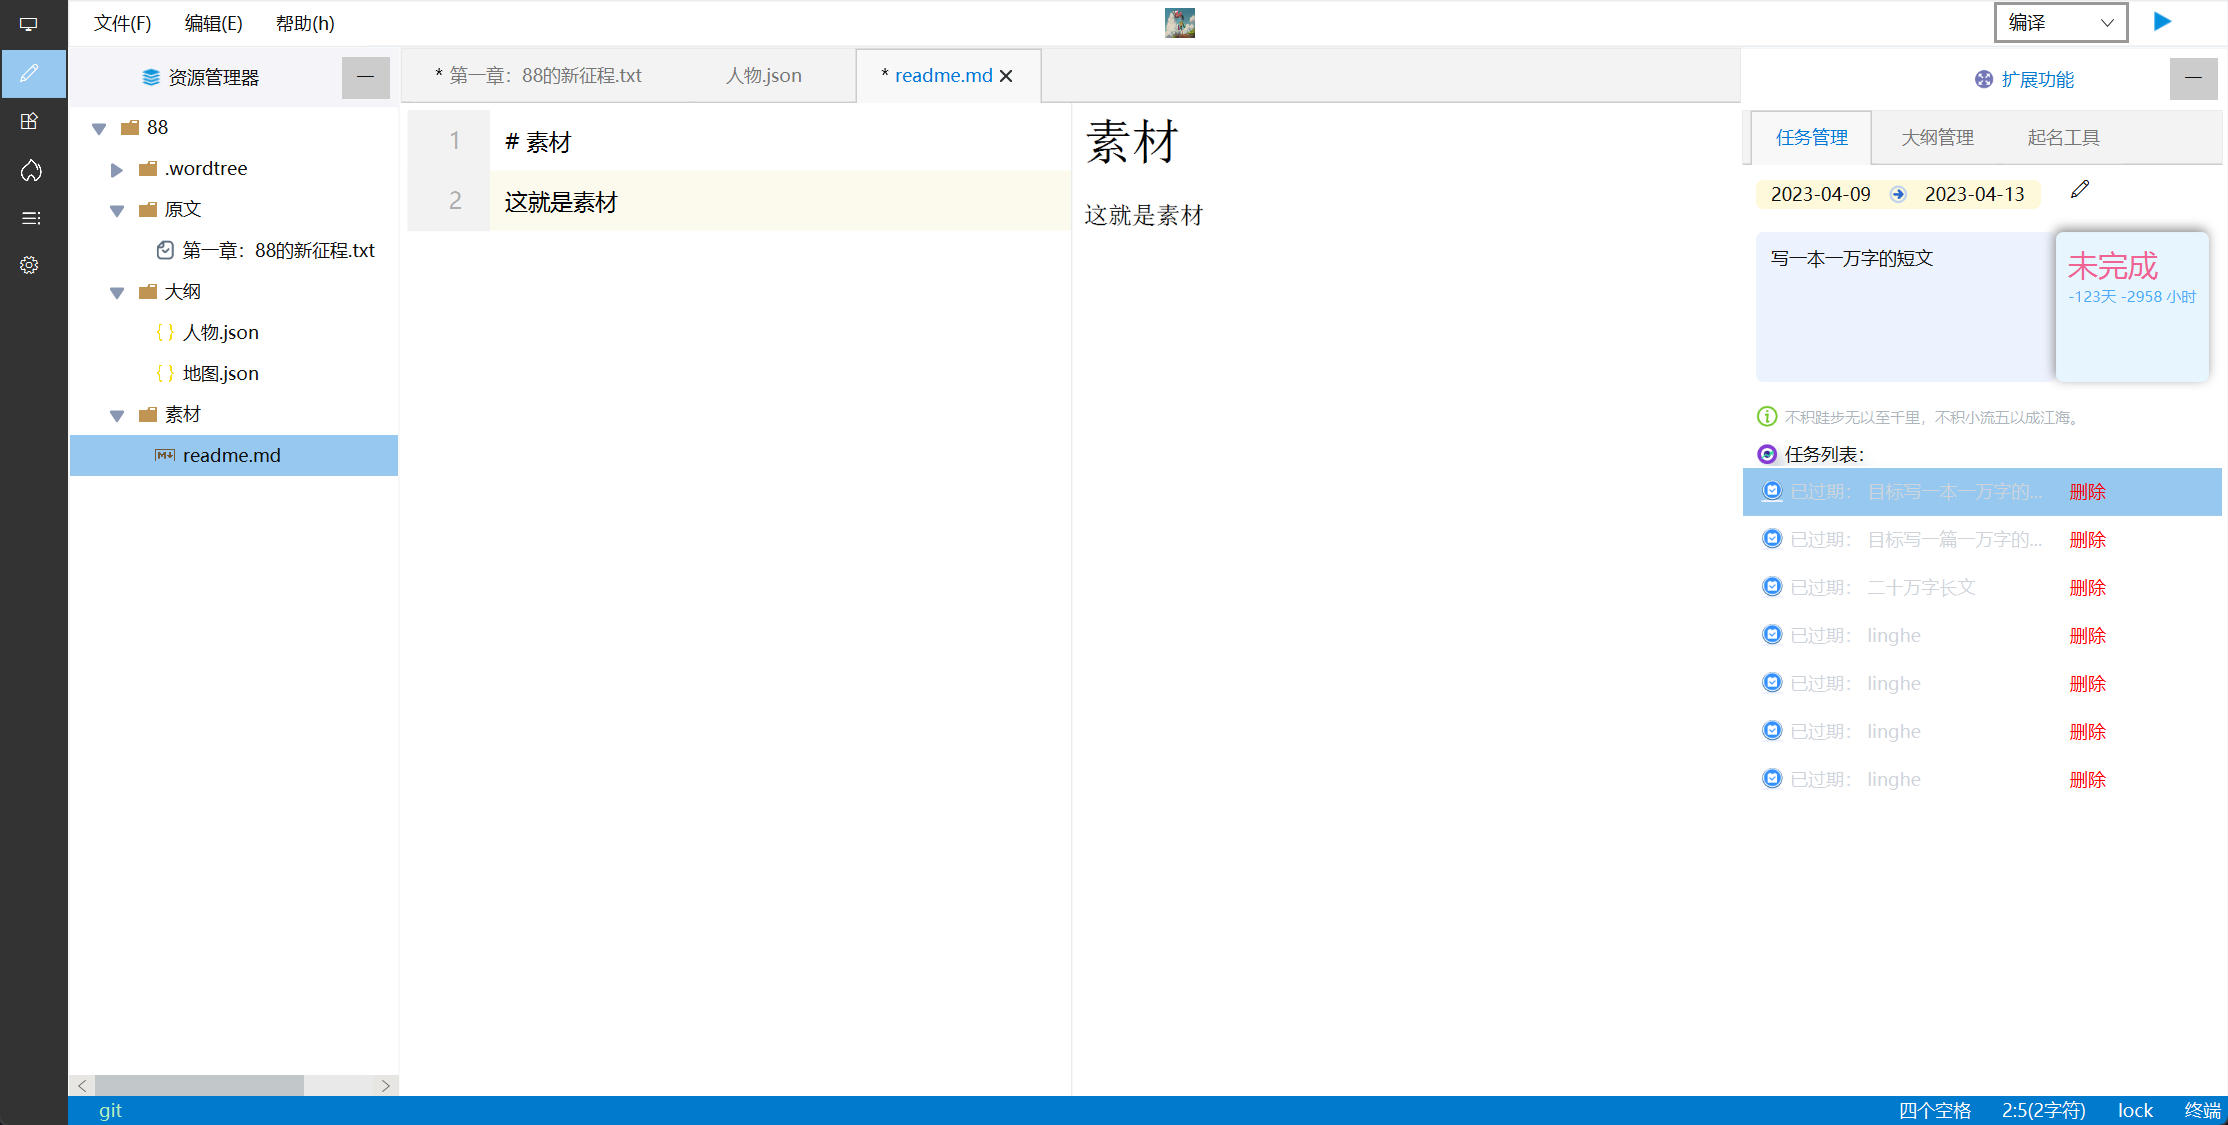 文件(F) 编辑(E) 帮助(h) 编译
资源管理器
* 第一章：88的新征程.txt 人物.json * readme.md
扩展功能
88
.wordtree
原文
第一章：88的新征程.txt
大纲
人物.json
地图.json
素材
readme.md
1 # 素材
2 这就是素材
素材
这就是素材
任务管理 大纲管理 起名工具
2023-04-09 2023-04-13
写一本一万字的短文
未完成
-123天 -2958 小时
不积跬步无以至千里，不积小流五以成江海。
任务列表：
已过期： 目标写一本一万字的... 删除
已过期： 目标写一篇一万字的... 删除
已过期： 二十万字长文 删除
已过期： linghe 删除
已过期： linghe 删除
已过期： linghe 删除
已过期： linghe 删除
git 四个空格 2:5(2字符) lock 终端